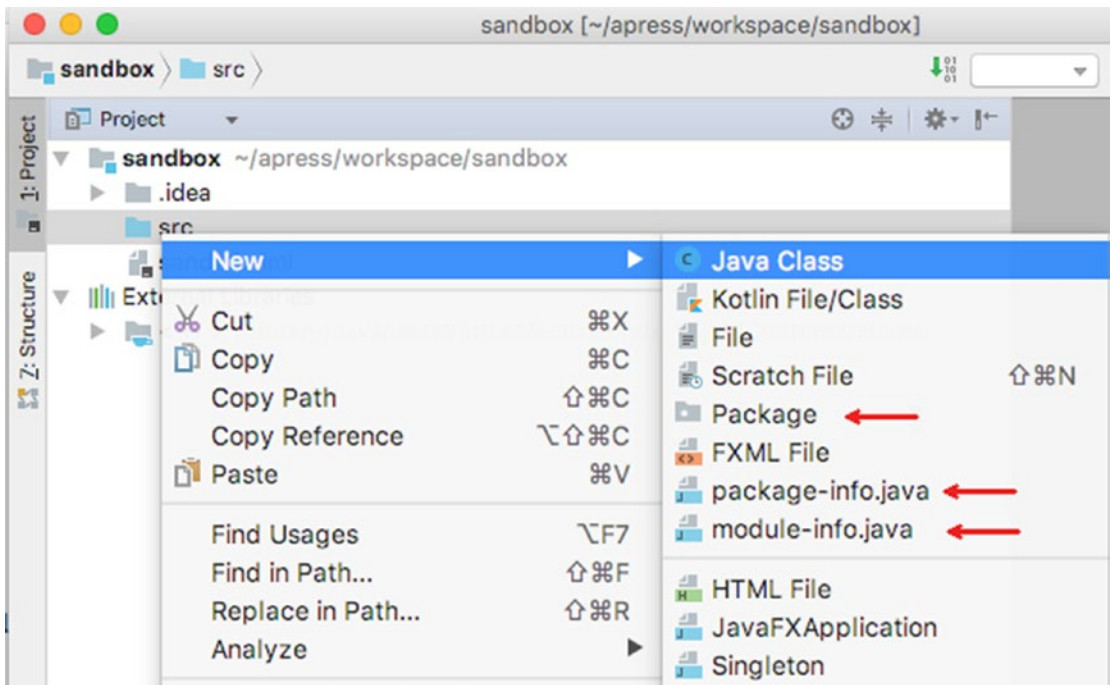 sandbox [~/apress/workspace/sandbox]
sandbox src
Project
1: Project
sandbox ~/apress/workspace/sandbox
.idea
src
New
Java Class
Kotlin File/Class
Cut ⌘X
File
Copy ⌘C
Scratch File ⇧⌘N
Copy Path ⇧⌘C
Package
Copy Reference ⌥⇧⌘C
FXML File
Paste ⌘V
package-info.java
module-info.java
Find Usages ⌥F7
Find in Path... ⇧⌘F
HTML File
Replace in Path... ⇧⌘R
JavaFXApplication
Analyze
Singleton
Z: Structure